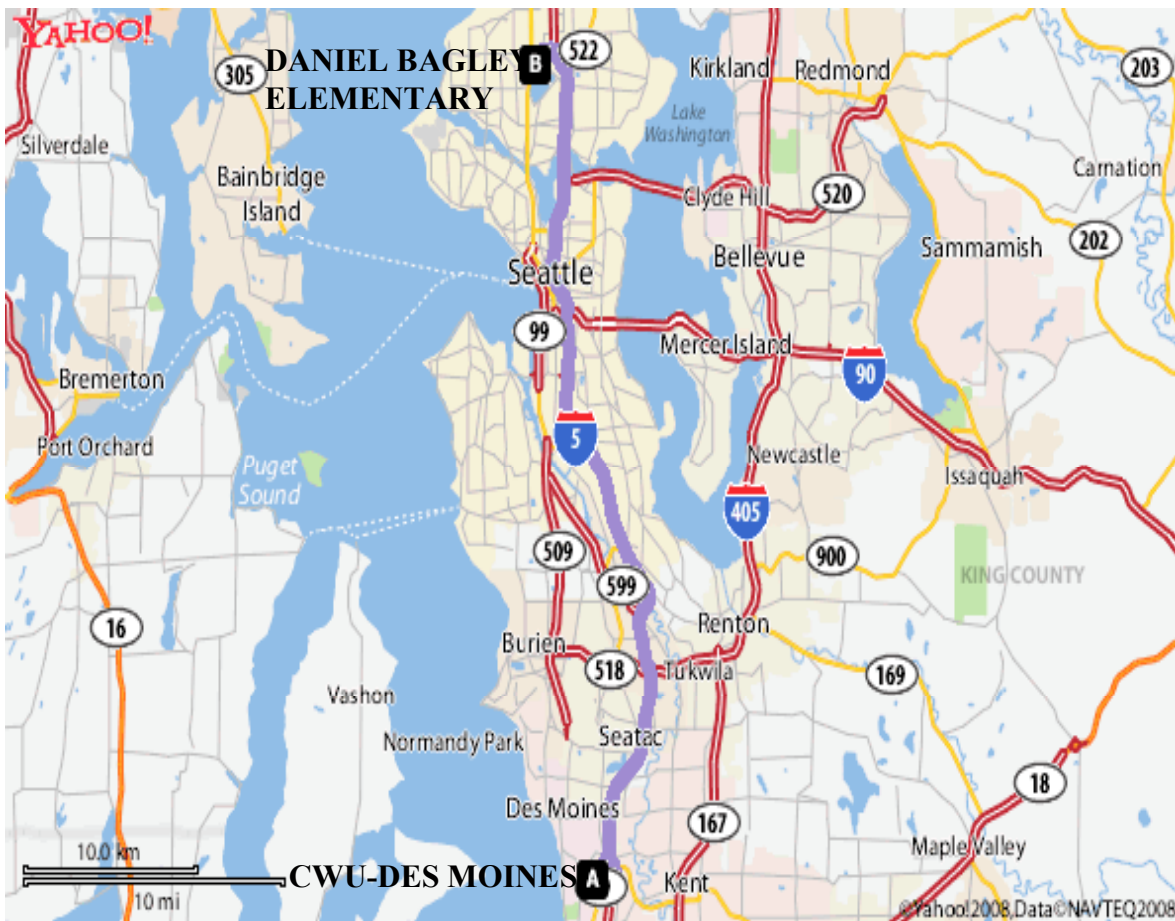 YAHOO!
305
DANIEL BAGLEY
ELEMENTARY
B
522
Kirkland
Redmond
203
Silverdale
Lake
Washington
Bainbridge
Island
Clyde Hill
520
Carnation
202
Sammamish
Bellevue
Seattle
99
Mercer Island
90
Bremerton
5
Port Orchard
Puget
Sound
Newcastle
Issaquah
405
509
900
599
KING COUNTY
16
Burien
Renton
518
Tukwila
169
Vashon
Normandy Park
Seatac
18
Des Moines
167
10.0 km
Maple Valley
CWU-DES MOINES
A
Kent
10 mi
©Yahoo!2008,Data©NAVTEQ2008